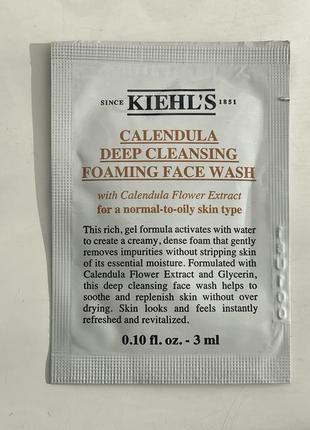 SINCE KIEHL'S 1851
CALENDULA
DEEP CLEANSING
FOAMING FACE WASH
with Calendula Flower Extract
for a normal-to-oily skin type
This rich, gel formula activates with water
to create a creamy, dense foam that gently
removes impurities without stripping skin
of its essential moisture. Formulated with
Calendula Flower Extract and Glycerin,
this deep cleansing face wash helps to
soothe and replenish skin without over
drying. Skin looks and feels instantly
refreshed and revitalized.
0.10 fl. oz. - 3 ml